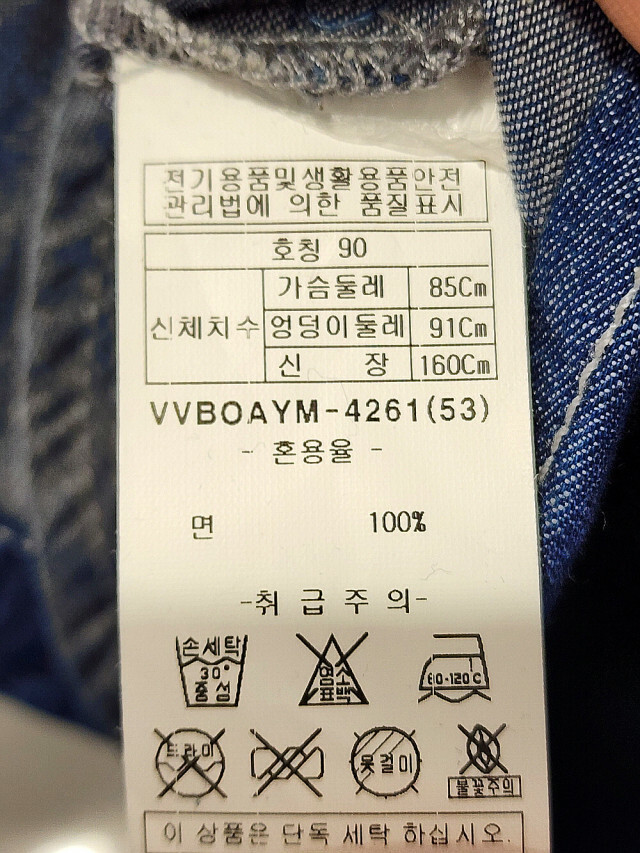 전기용품및생활용품안전
관리법에 의한 품질표시
호칭 90
신체치수
가슴둘레 85Cm
엉덩이둘레 91Cm
신 장 160Cm
VVBOAYM-4261(53)
- 혼용율 -
면 100%
-취 급 주 의-
손세탁
30°
중성
염소
표백
80-120℃
드라이
옷걸이
불꽃주의
이 상품은 단독 세탁 하십시오.